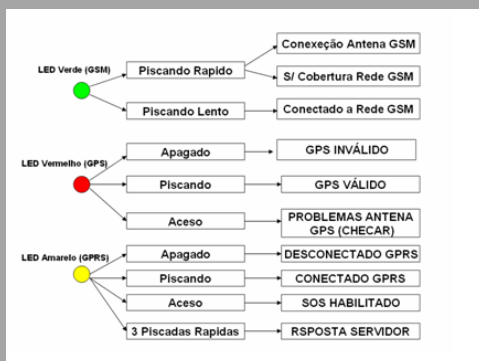 Conexeção Antena GSM
LED Verde (GSM)
Piscando Rapido
S/ Cobertura Rede GSM
Piscando Lento
Conectado a Rede GSM
LED Vermelho (GPS)
Apagado
GPS INVÁLIDO
Piscando
GPS VÁLIDO
Aceso
PROBLEMAS ANTENA
GPS (CHECAR)
LED Amarelo (GPRS)
Apagado
DESCONECTADO GPRS
Piscando
CONECTADO GPRS
Aceso
SOS HABILITADO
3 Piscadas Rapidas
RSPOSTA SERVIDOR